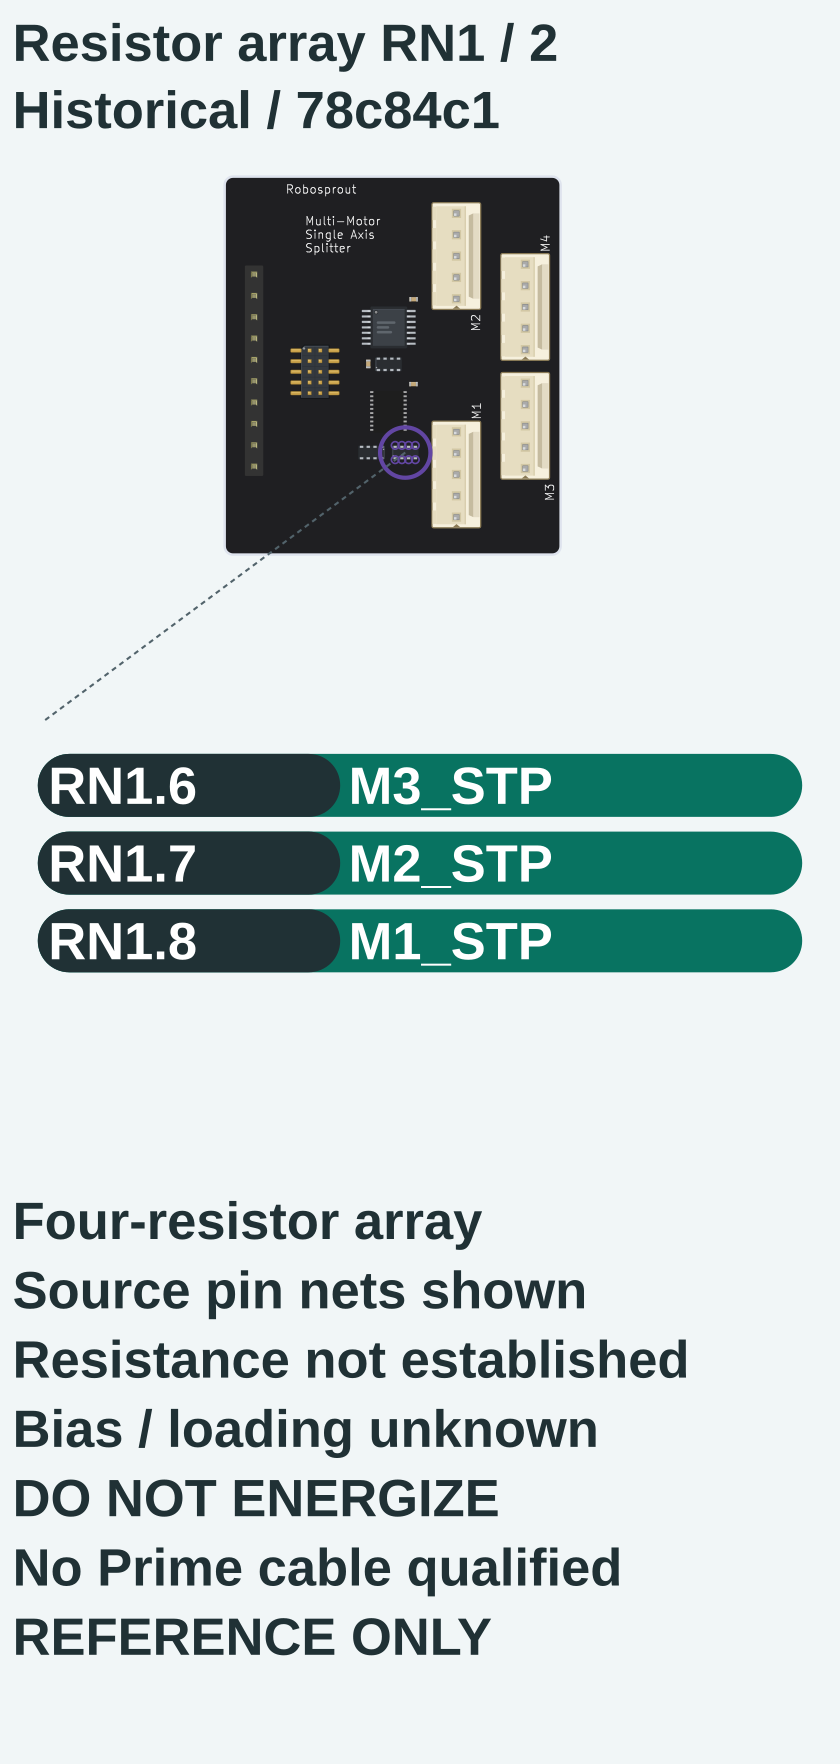 Resistor array RN1 / 2
Historical / 78c84c1
Robosprout
Multi-Motor
Single Axis
Splitter
M4
M2
M1
M3
RN1.6 M3_STP
RN1.7 M2_STP
RN1.8 M1_STP
Four-resistor array
Source pin nets shown
Resistance not established
Bias / loading unknown
DO NOT ENERGIZE
No Prime cable qualified
REFERENCE ONLY